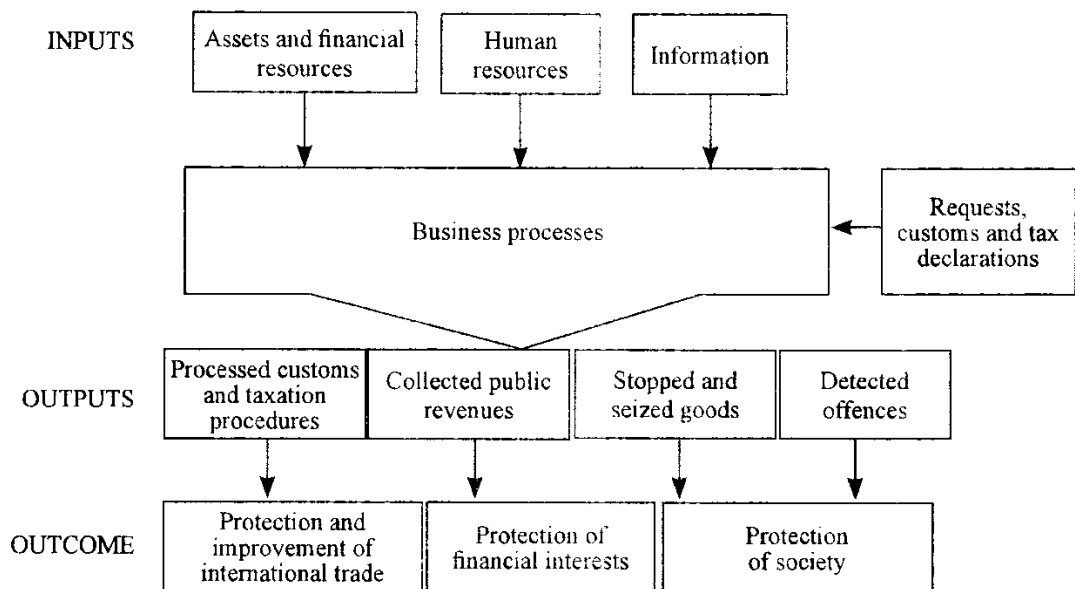 INPUTS
Assets and financial
resources
Human
resources
Information
Business processes
Requests,
customs and tax
declarations
OUTPUTS
Processed customs
and taxation
procedures
Collected public
revenues
Stopped and
seized goods
Detected
offences
OUTCOME
Protection and
improvement of
international trade
Protection of
financial interests
Protection
of society